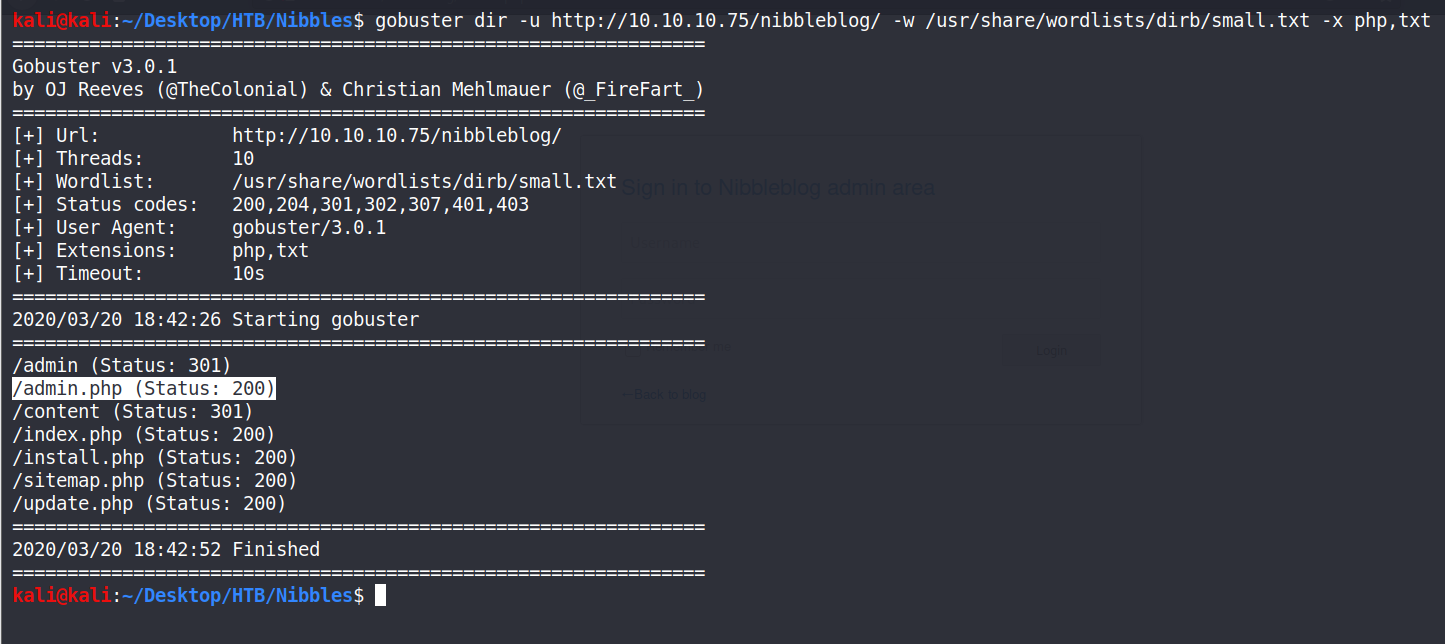 kali@kali:~/Desktop/HTB/Nibbles$ gobuster dir -u http://10.10.10.75/nibbleblog/ -w /usr/share/wordlists/dirb/small.txt -x php,txt
===============================================================
Gobuster v3.0.1
by OJ Reeves (@TheColonial) & Christian Mehlmauer (@_FireFart_)
===============================================================
[+] Url:            http://10.10.10.75/nibbleblog/
[+] Threads:        10
[+] Wordlist:       /usr/share/wordlists/dirb/small.txt
Sign in to Nibbleblog admin area
[+] Status codes:   200,204,301,302,307,401,403
[+] User Agent:     gobuster/3.0.1
[+] Extensions:     php,txt
[+] Timeout:        10s
===============================================================
2020/03/20 18:42:26 Starting gobuster
===============================================================
Login
/admin (Status: 301)
/admin.php (Status: 200)
←Back to blog
/content (Status: 301)
/index.php (Status: 200)
/install.php (Status: 200)
/sitemap.php (Status: 200)
/update.php (Status: 200)
===============================================================
2020/03/20 18:42:52 Finished
===============================================================
kali@kali:~/Desktop/HTB/Nibbles$